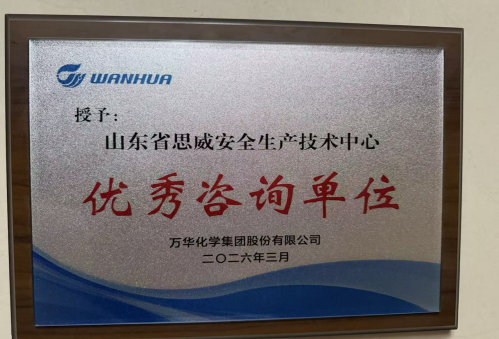 WANHUA
授予：
山东省思威安全生产技术中心
优秀咨询单位
万华化学集团股份有限公司
二〇二六年三月